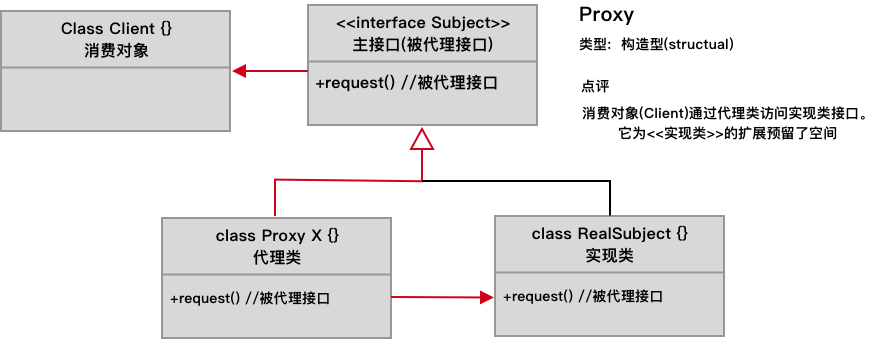 Class Client {}
消费对象
<<interface Subject>>
主接口(被代理接口)
+request() //被代理接口
Proxy
类型：构造型(structual)
点评
消费对象(Client)通过代理类访问实现类接口。
它为<<实现类>>的扩展预留了空间
class Proxy X {}
代理类
+request() //被代理接口
class RealSubject {}
实现类
+request() //被代理接口